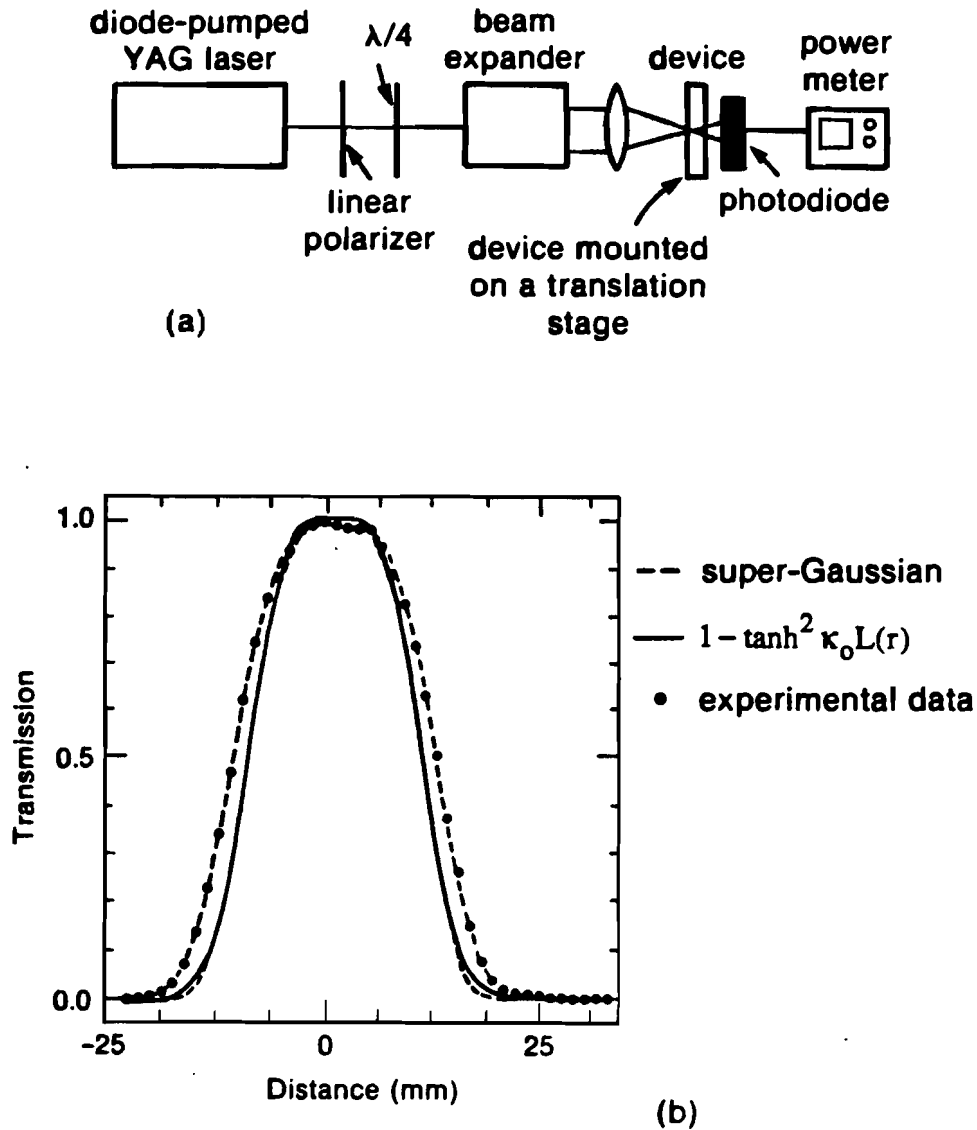 diode-pumped
YAG laser
λ/4
beam
expander
device
power
meter
linear
polarizer
photodiode
device mounted
on a translation
stage
(a)
1.0
0.5
0.0
Transmission
-25
0
25
Distance (mm)
super-Gaussian
1 – tanh² κₒL(r)
experimental data
(b)